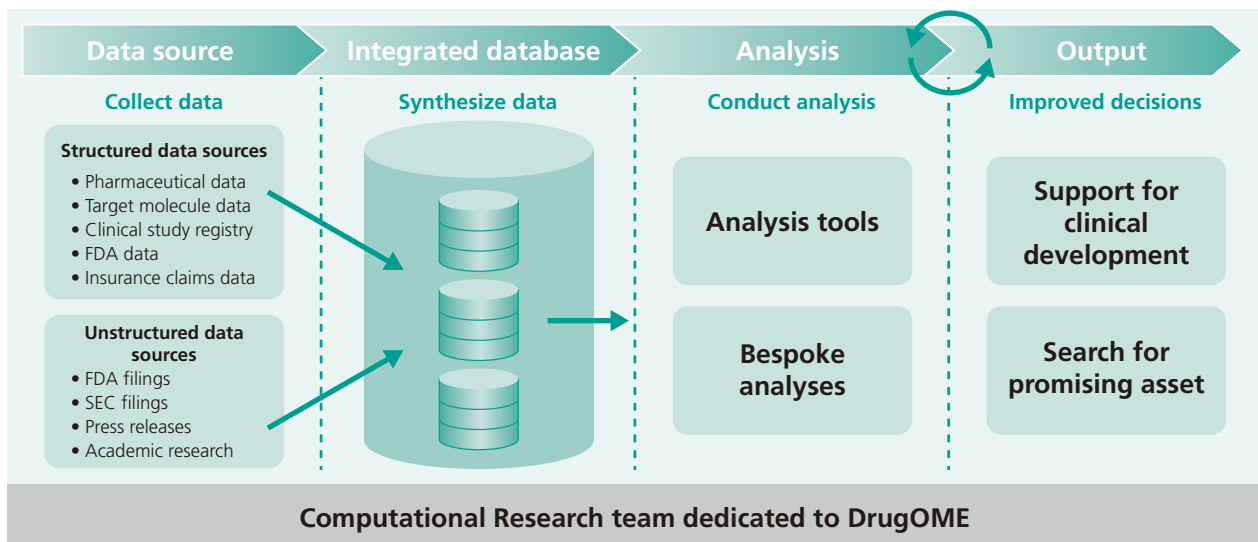 Data source
Integrated database
Analysis
Output
Collect data
Synthesize data
Conduct analysis
Improved decisions
Structured data sources
• Pharmaceutical data
• Target molecule data
• Clinical study registry
• FDA data
• Insurance claims data
Unstructured data
sources
• FDA filings
• SEC filings
• Press releases
• Academic research
Analysis tools
Bespoke
analyses
Support for
clinical
development
Search for
promising asset
Computational Research team dedicated to DrugOME